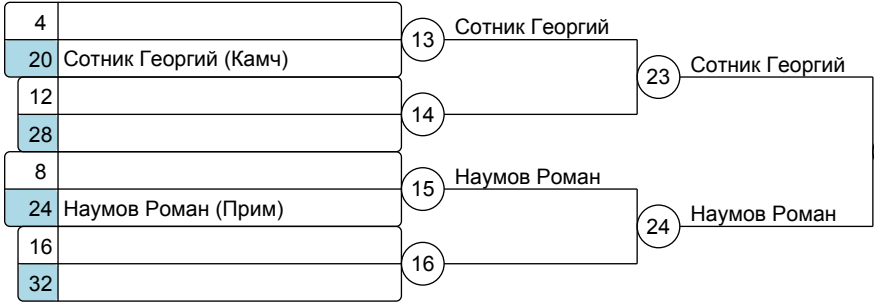 4
20 Сотник Георгий (Камч)
12
28
8
24 Наумов Роман (Прим)
16
32
13
14
15
16
Сотник Георгий
Наумов Роман
23
24
Сотник Георгий
Наумов Роман